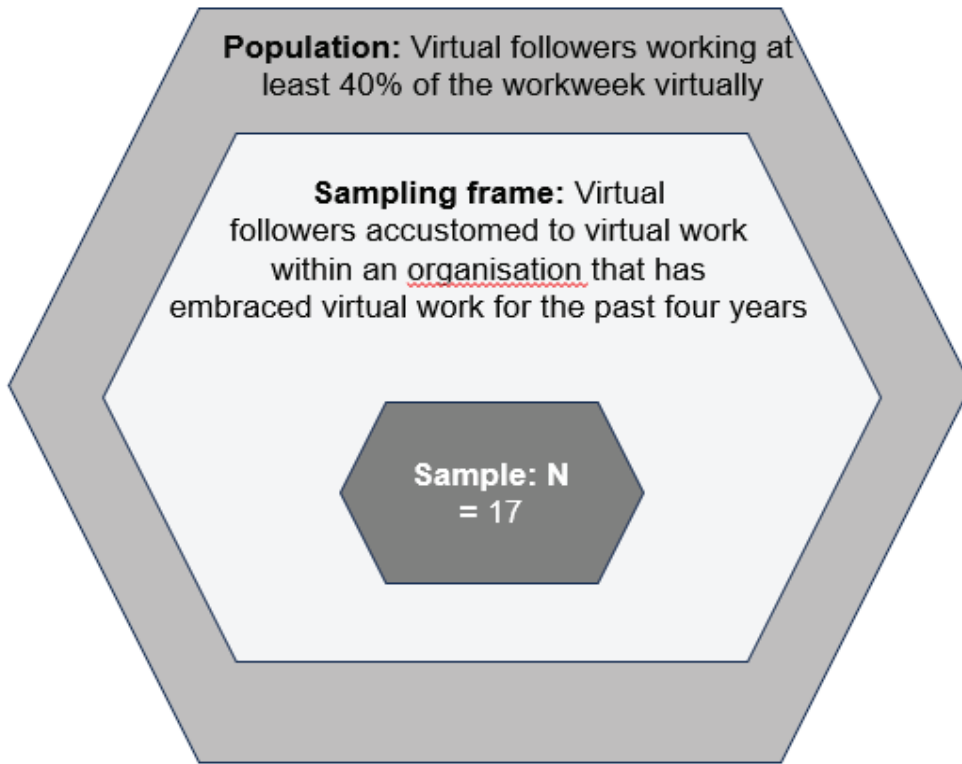 Population: Virtual followers working at
least 40% of the workweek virtually
Sampling frame: Virtual
followers accustomed to virtual work
within an organisation that has
embraced virtual work for the past four years
Sample: N
= 17